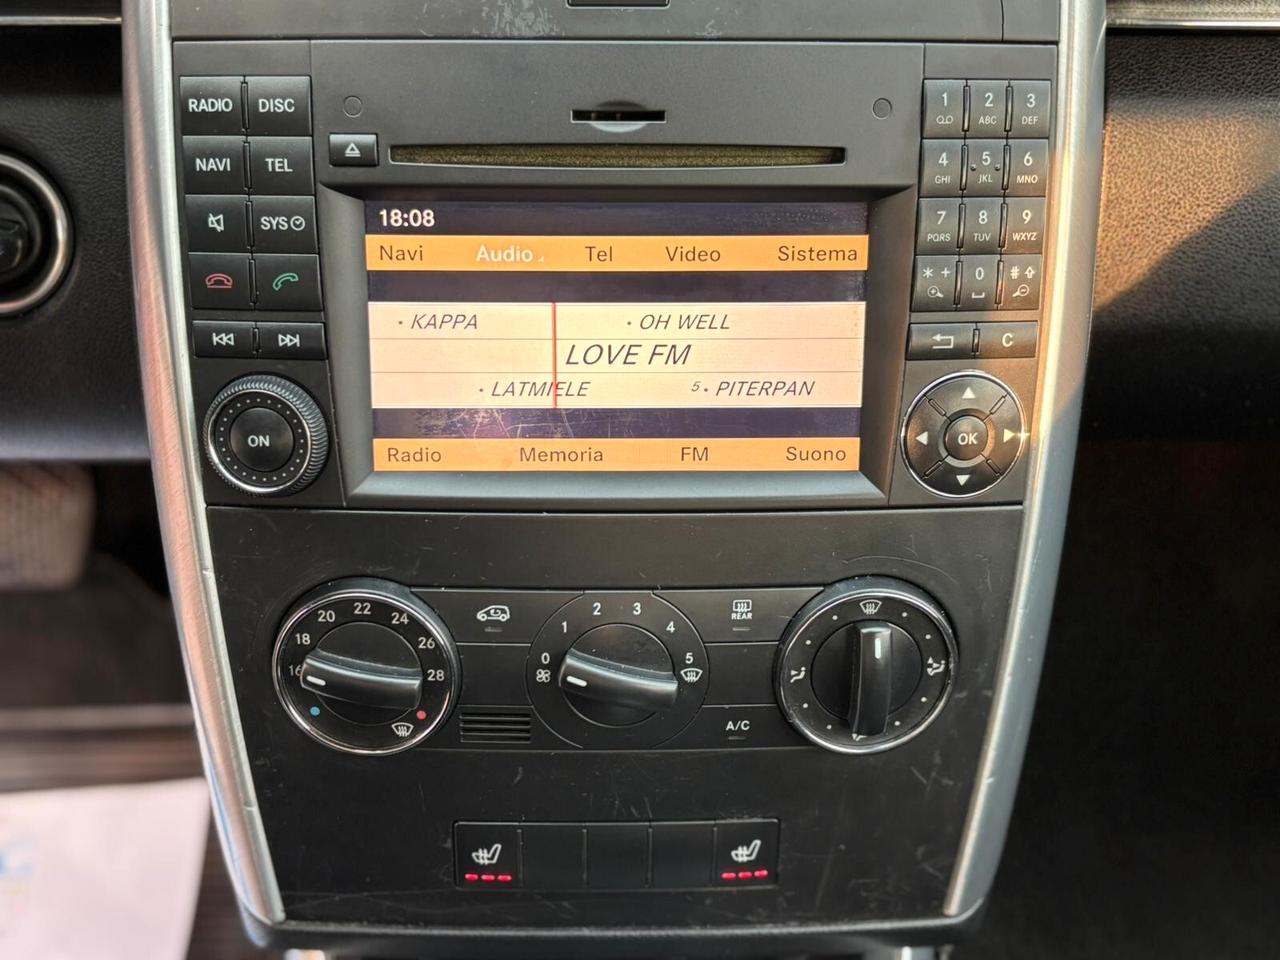 RADIO DISC
NAVI TEL
SYS
ON
18:08
Navi Audio Tel Video Sistema
• KAPPA • OH WELL
LOVE FM
• LATMIELE 5• PITERPAN
Radio Memoria FM Suono
1 2 ABC 3 DEF
4 GHI 5 JKL 6 MNO
7 PQRS 8 TUV 9 WXYZ
* + 0 #
C
OK
16 18 20 22 24 26 28
0 1 2 3 4 5
REAR
A/C